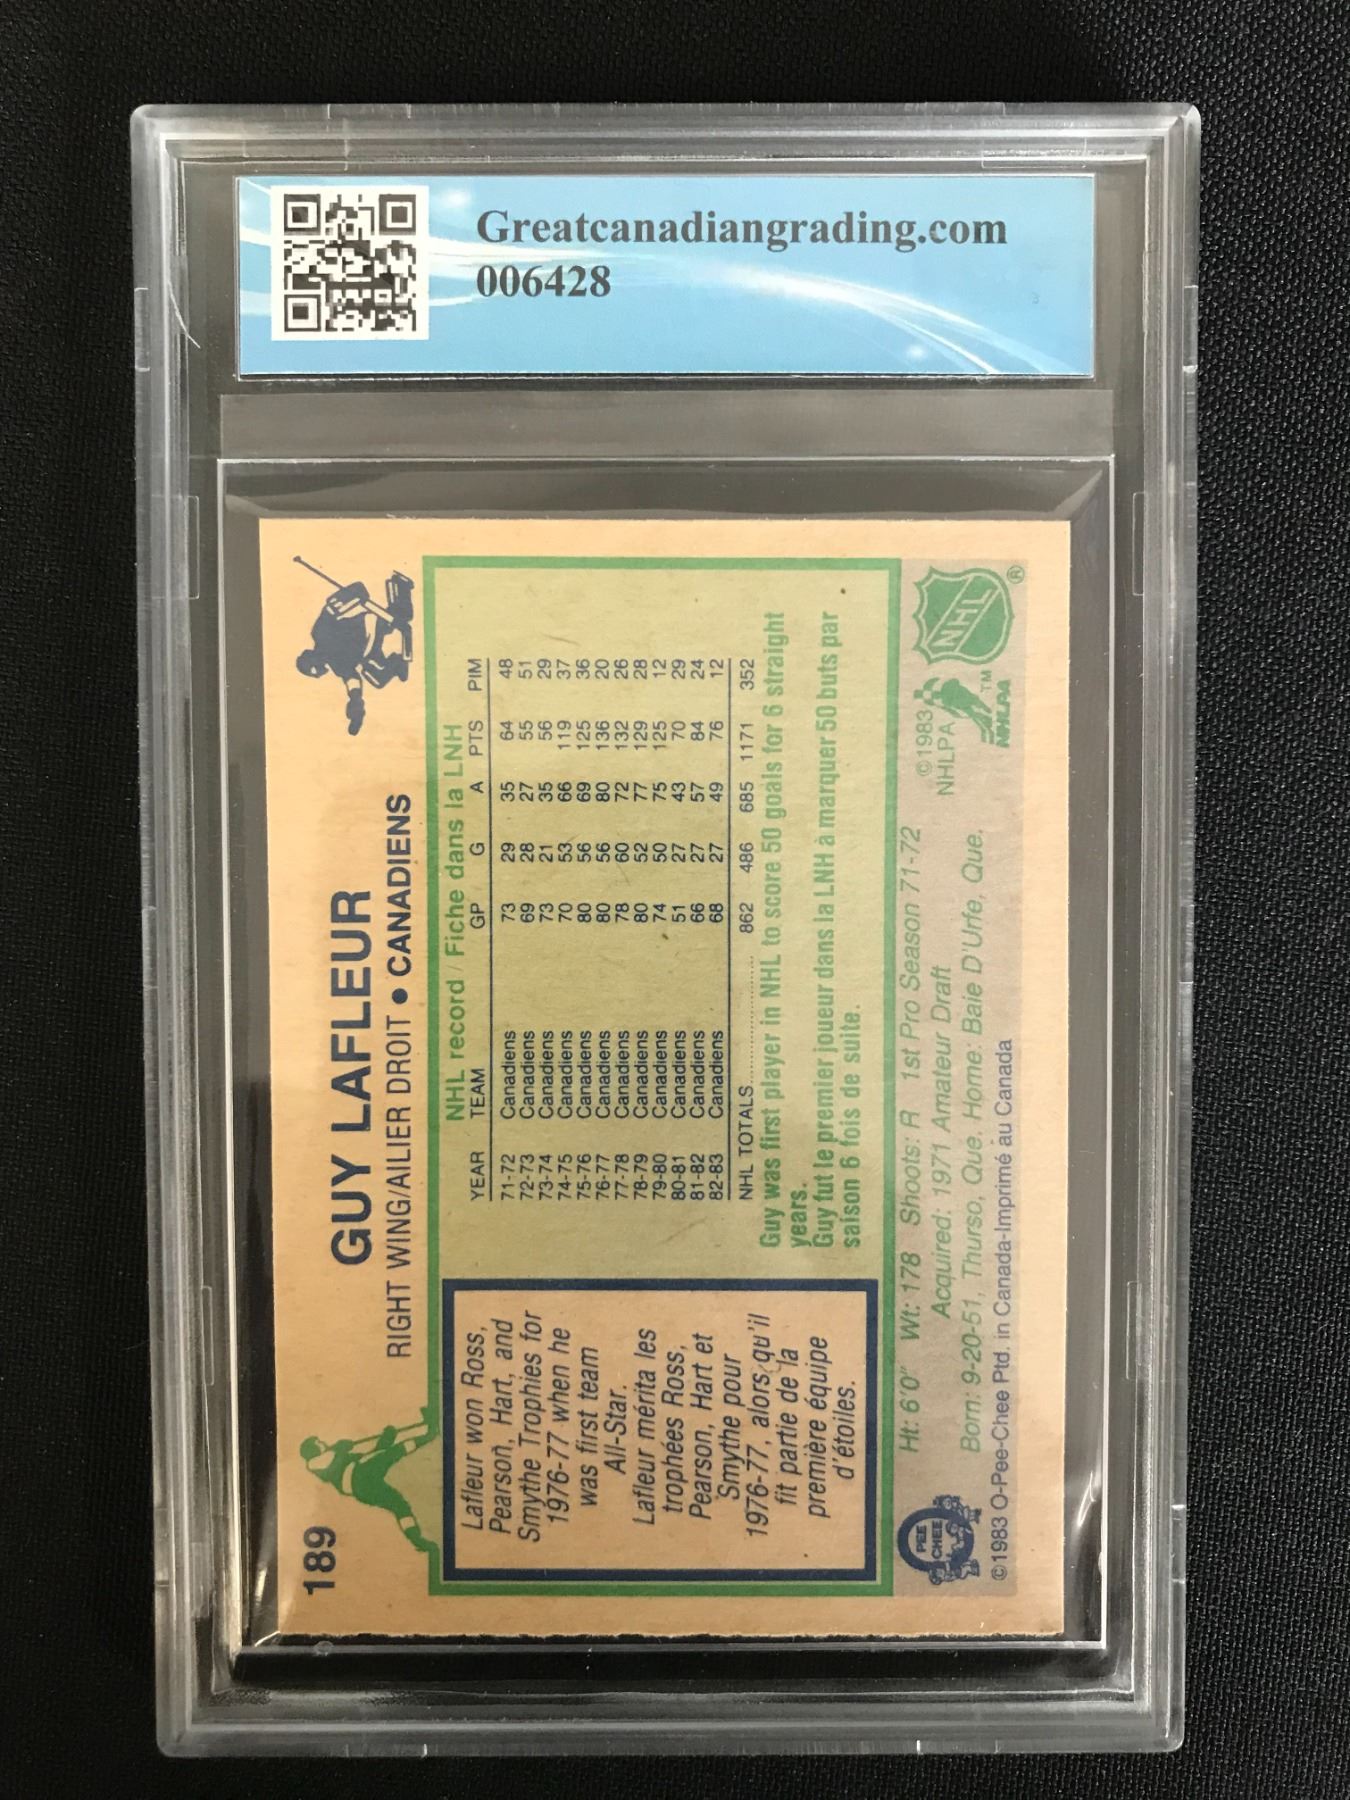 Greatcanadiangrading.com
006428
189
GUY LAFLEUR
RIGHT WING/AILIER DROIT • CANADIENS
NHL record / Fiche dans la LNH
YEAR TEAM GP G A PTS PIM
71-72 Canadiens 73 29 35 64 48
72-73 Canadiens 69 28 27 55 51
73-74 Canadiens 73 21 35 56 29
74-75 Canadiens 70 53 66 119 37
75-76 Canadiens 80 56 69 125 36
76-77 Canadiens 80 56 80 136 20
77-78 Canadiens 78 60 72 132 26
78-79 Canadiens 80 52 77 129 28
79-80 Canadiens 74 50 75 125 12
80-81 Canadiens 51 27 43 70 29
81-82 Canadiens 66 27 57 84 24
82-83 Canadiens 68 27 49 76 12
NHL TOTALS.................... 862 486 685 1171 352
Guy was first player in NHL to score 50 goals for 6 straight
years.
Guy fut le premier joueur dans la LNH à marquer 50 buts par
saison 6 fois de suite.
Lafleur won Ross,
Pearson, Hart, and
Smythe Trophies for
1976-77 when he
was first team
All-Star.
Lafleur mérita les
trophées Ross,
Pearson, Hart et
Smythe pour
1976-77, alors qu'il
fit partie de la
première équipe
d'étoiles.
Ht: 6'0" Wt: 178 Shoots: R 1st Pro Season 71-72
Acquired: 1971 Amateur Draft
Born: 9-20-51, Thurso, Que. Home: Baie D'Urfe, Que.
©1983 O-Pee-Chee Ptd. in Canada-Imprimé au Canada
PEE
CHEE
©1983
NHLPA
TM
NHLPA
NHL
®